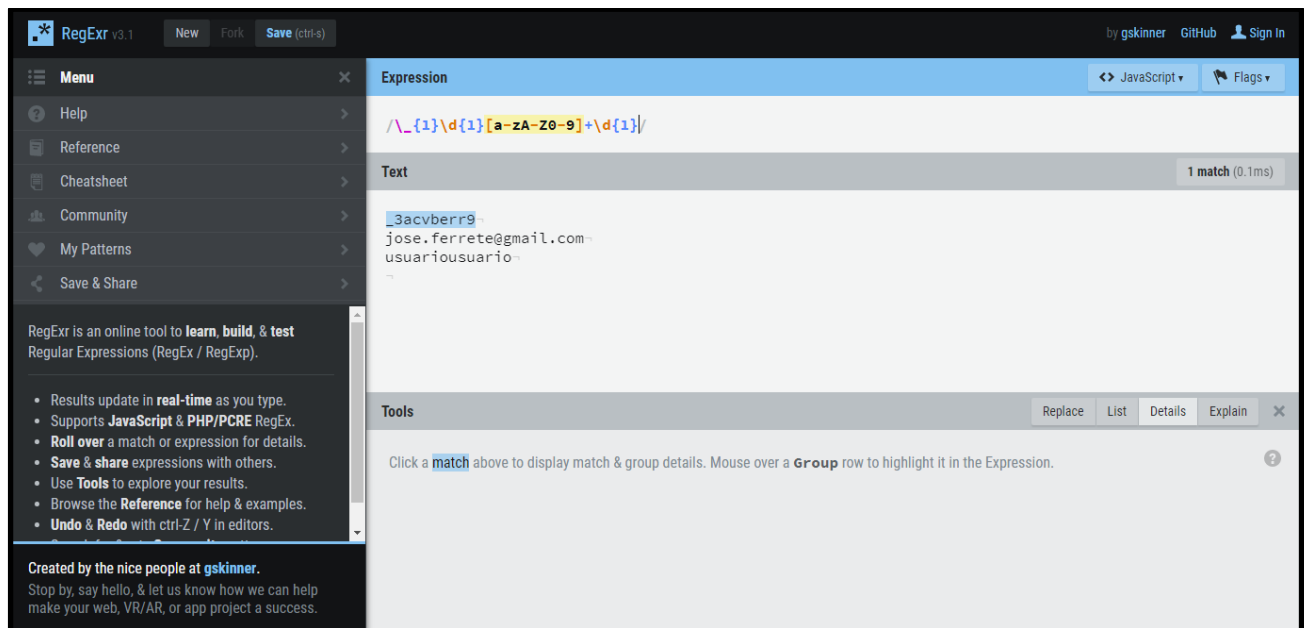 RegExr v3.1 New Fork Save (ctrl-s) by gskinner GitHub Sign In
Menu
Help
Reference
Cheatsheet
Community
My Patterns
Save & Share
RegExr is an online tool to learn, build, & test
Regular Expressions (RegEx / RegExp).
• Results update in real-time as you type.
• Supports JavaScript & PHP/PCRE RegEx.
• Roll over a match or expression for details.
• Save & share expressions with others.
• Use Tools to explore your results.
• Browse the Reference for help & examples.
• Undo & Redo with ctrl-Z / Y in editors.
Created by the nice people at gskinner.
Stop by, say hello, & let us know how we can help
make your web, VR/AR, or app project a success.
Expression <> JavaScript ▾ Flags ▾
/\_{1}\d{1}[a-zA-Z0-9]+\d{1}/
Text 1 match (0.1ms)
_3acvberr9¬
jose.ferrete@gmail.com¬
usuariousuario¬
¬
Tools Replace List Details Explain
Click a match above to display match & group details. Mouse over a Group row to highlight it in the Expression.